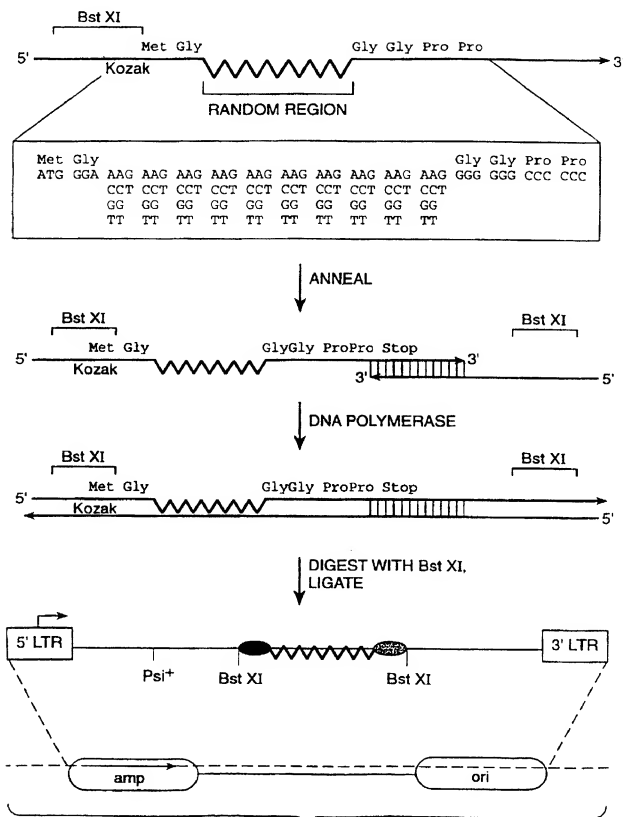 Bst XI
Met Gly Gly Gly Pro Pro
5' 3
Kozak
RANDOM REGION
Met Gly Gly Gly Pro Pro
ATG GGA AAG AAG AAG AAG AAG AAG AAG AAG AAG AAG GGG GGG CCC CCC
CCT CCT CCT CCT CCT CCT CCT CCT CCT CCT
GG GG GG GG GG GG GG GG GG GG
TT TT TT TT TT TT TT TT TT TT
ANNEAL
Bst XI Bst XI
Met Gly GlyGly ProPro Stop
5' 3'
Kozak
3' 5'
DNA POLYMERASE
Bst XI Bst XI
Met Gly GlyGly ProPro Stop
5'
Kozak 5'
DIGEST WITH Bst XI,
LIGATE
5' LTR 3' LTR
Psi+ Bst XI Bst XI
amp ori